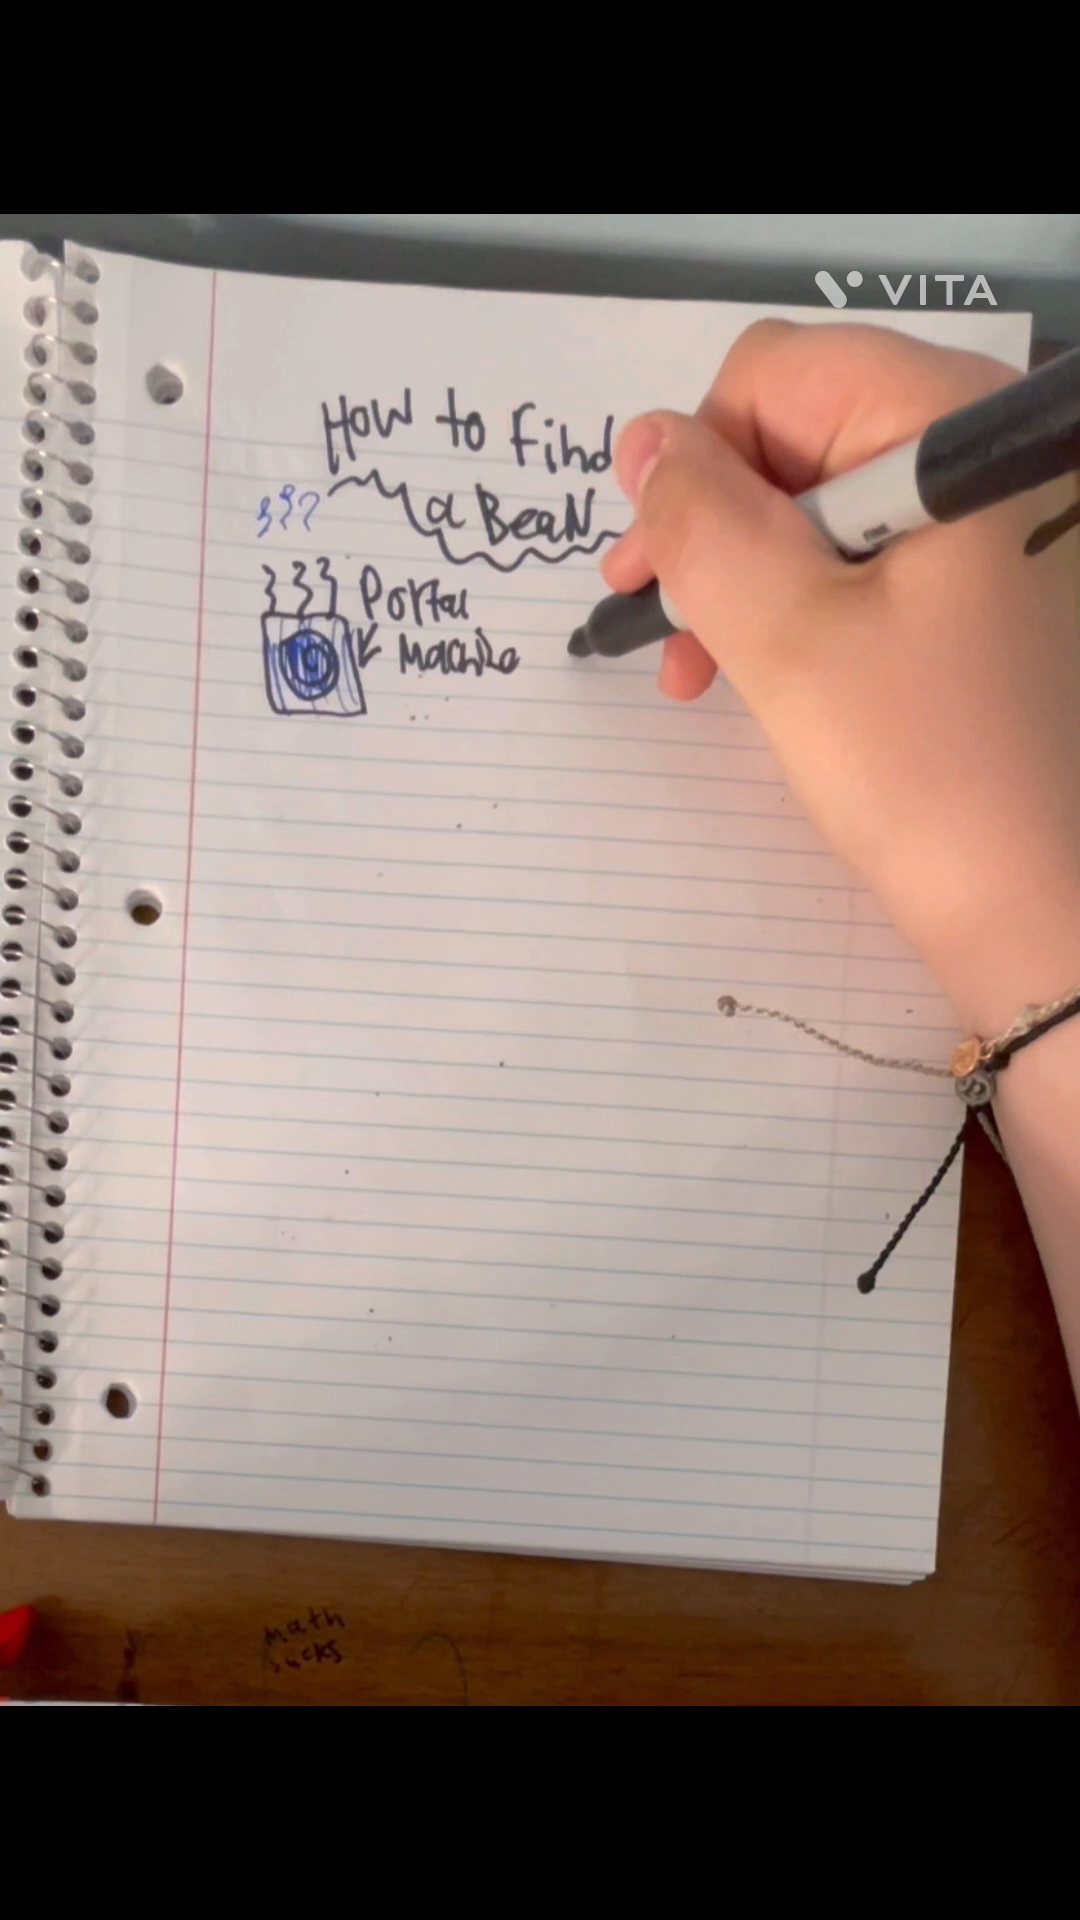 VITA
How to Find
a BeaN
Portal
Machine
math
sucks